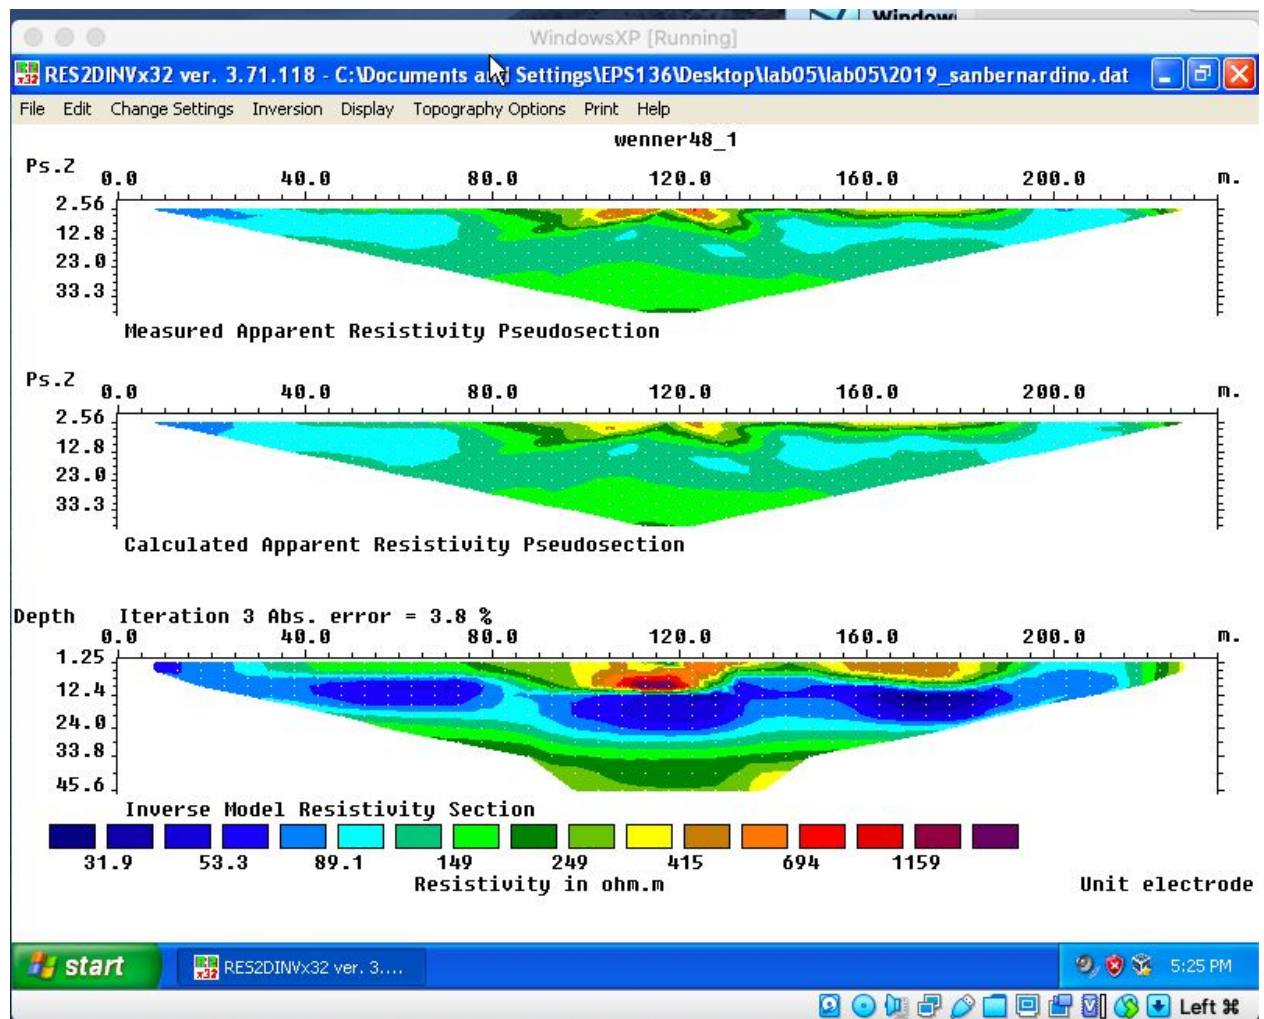 Window
WindowsXP [Running]
RES2DINVx32 ver. 3.71.118 - C:\Documents and Settings\EPS136\Desktop\lab05\lab05\2019_sanbernardino.dat
File Edit Change Settings Inversion Display Topography Options Print Help
wenner48_1
Ps.Z 0.0 40.0 80.0 120.0 160.0 200.0 m.
2.56
12.8
23.0
33.3
Measured Apparent Resistivity Pseudosection
Ps.Z 0.0 40.0 80.0 120.0 160.0 200.0 m.
2.56
12.8
23.0
33.3
Calculated Apparent Resistivity Pseudosection
Depth Iteration 3 Abs. error = 3.8 %
0.0 40.0 80.0 120.0 160.0 200.0 m.
1.25
12.4
24.0
33.8
45.6
Inverse Model Resistivity Section
31.9 53.3 89.1 149 249 415 694 1159
Resistivity in ohm.m
Unit electrode
start
RES2DINVx32 ver. 3....
5:25 PM
Left ⌘